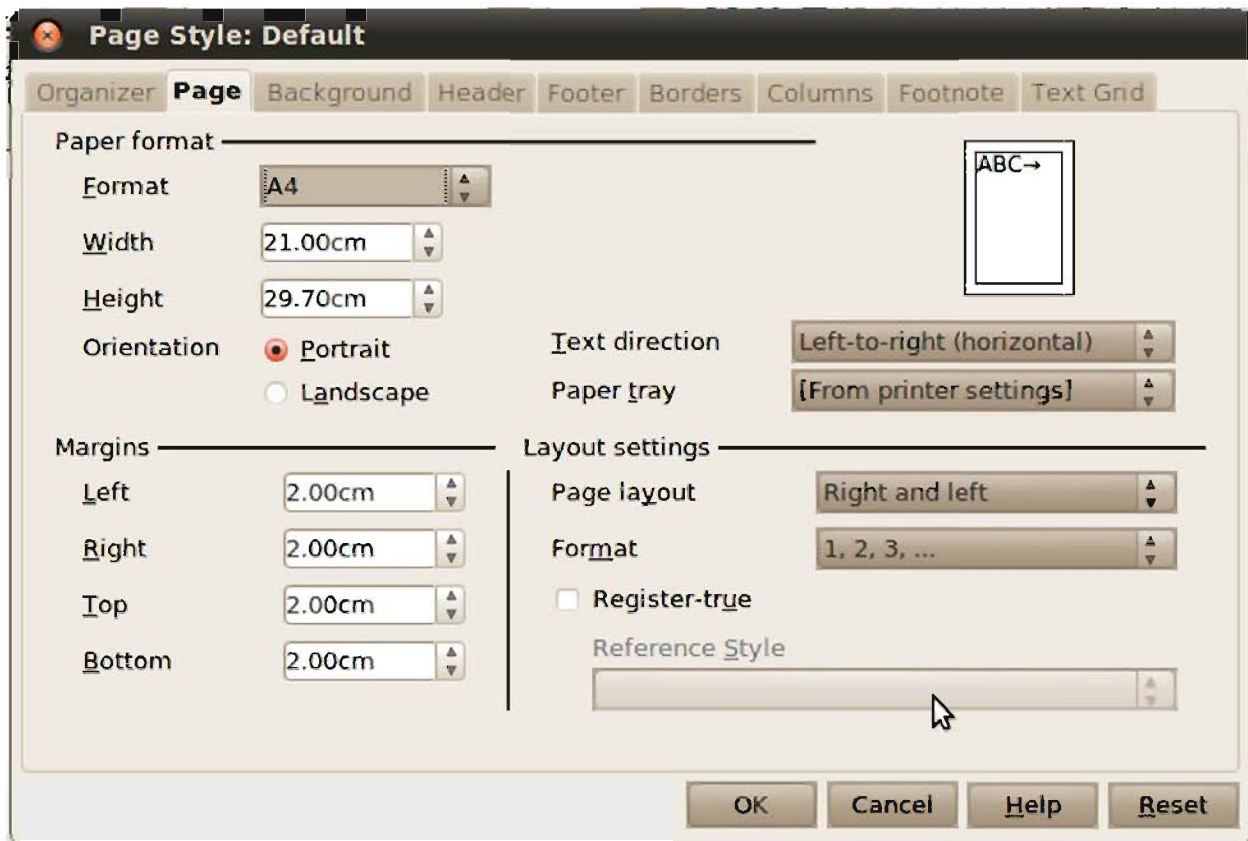 Page Style: Default
Organizer Page Background Header Footer Borders Columns Footnote Text Grid
Paper format
ABC→
Format A4
Width 21.00cm
Height 29.70cm
Orientation Portrait
Landscape
Text direction Left-to-right (horizontal)
Paper tray [From printer settings]
Margins
Left 2.00cm
Right 2.00cm
Top 2.00cm
Bottom 2.00cm
Layout settings
Page layout Right and left
Format 1, 2, 3, ...
Register-true
Reference Style
OK Cancel Help Reset